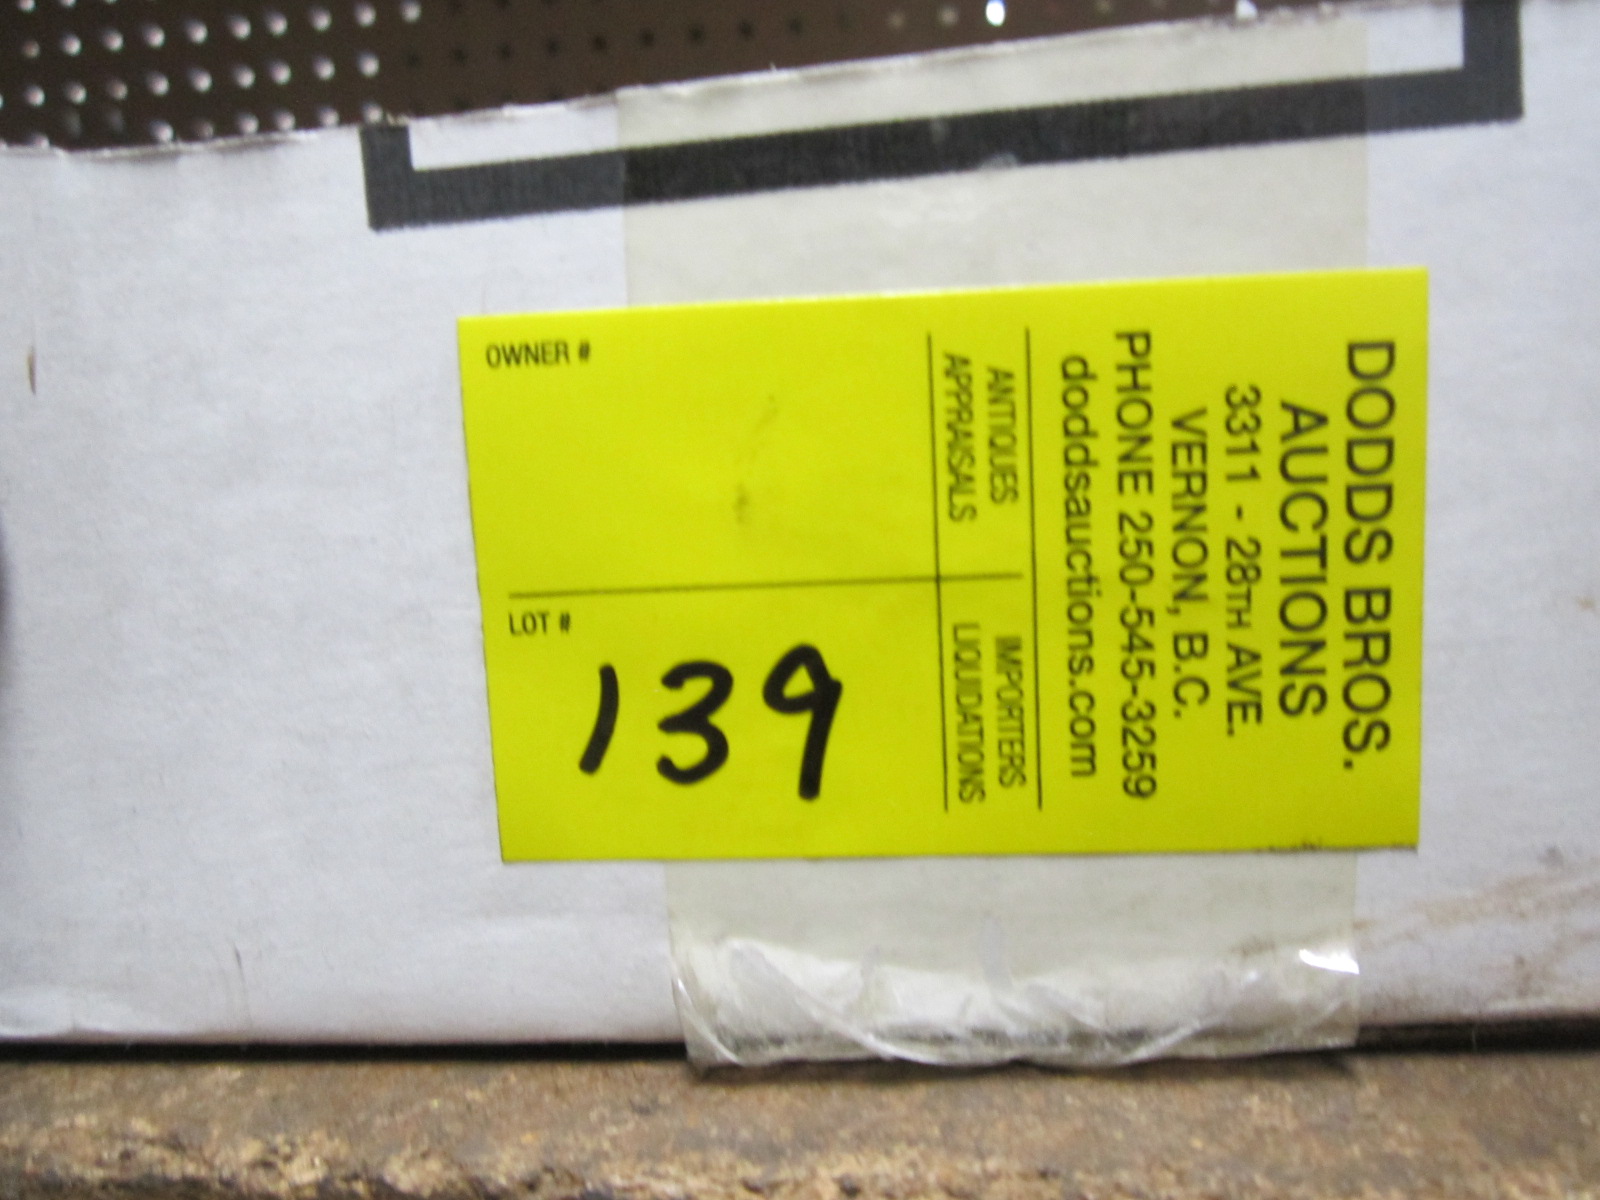 DODDS BROS.
AUCTIONS
3311 - 28TH AVE.
VERNON, B.C.
PHONE 250-545-3259
doddsauctions.com
ANTIQUES
APPRAISALS
IMPORTERS
LIQUIDATIONS
OWNER #
LOT #
139